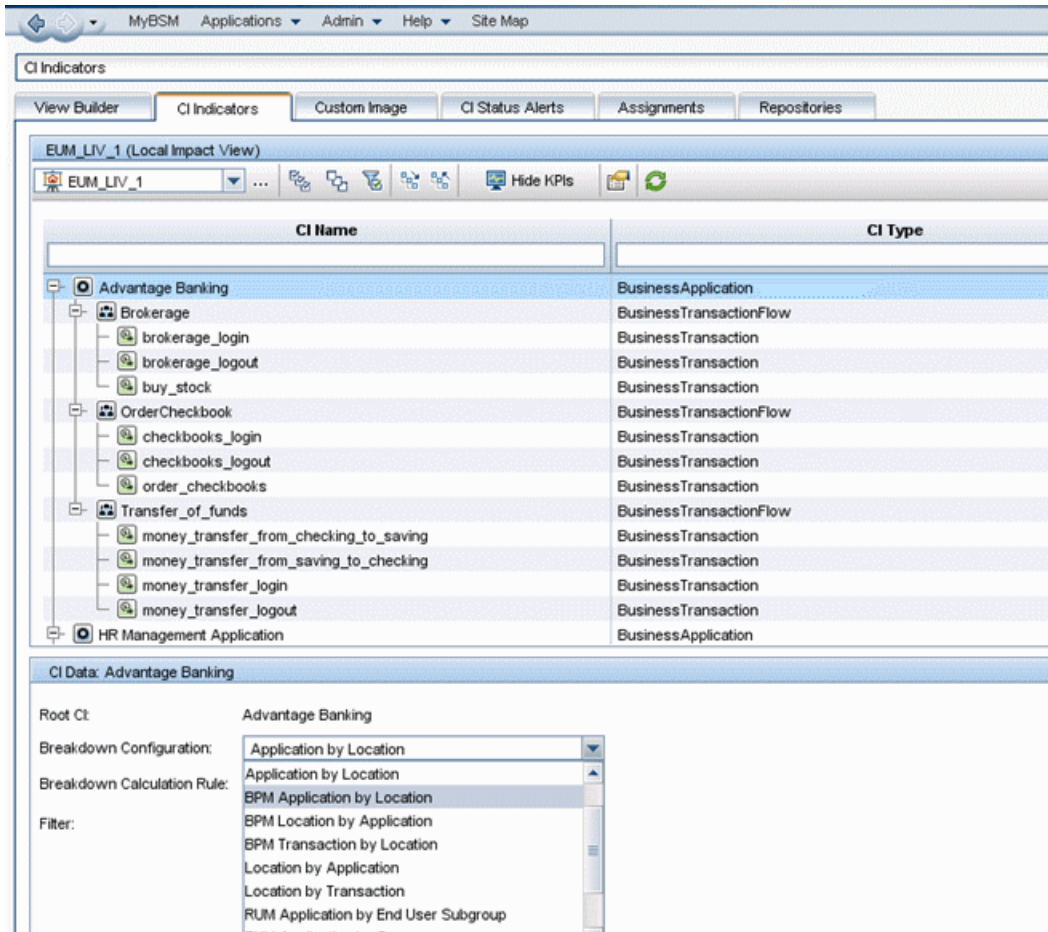 MyBSM Applications Admin Help Site Map
CI Indicators
View Builder CI Indicators Custom Image CI Status Alerts Assignments Repositories
EUM_LIV_1 (Local Impact View)
EUM_LIV_1 ... Hide KPIs
CI Name CI Type
Advantage Banking BusinessApplication
Brokerage BusinessTransactionFlow
brokerage_login BusinessTransaction
brokerage_logout BusinessTransaction
buy_stock BusinessTransaction
OrderCheckbook BusinessTransactionFlow
checkbooks_login BusinessTransaction
checkbooks_logout BusinessTransaction
order_checkbooks BusinessTransaction
Transfer_of_funds BusinessTransactionFlow
money_transfer_from_checking_to_saving BusinessTransaction
money_transfer_from_saving_to_checking BusinessTransaction
money_transfer_login BusinessTransaction
money_transfer_logout BusinessTransaction
HR Management Application BusinessApplication
CI Data: Advantage Banking
Root CI: Advantage Banking
Breakdown Configuration: Application by Location
Application by Location
Breakdown Calculation Rule:
BPM Application by Location
Filter: BPM Location by Application
BPM Transaction by Location
Location by Application
Location by Transaction
RUM Application by End User Subgroup